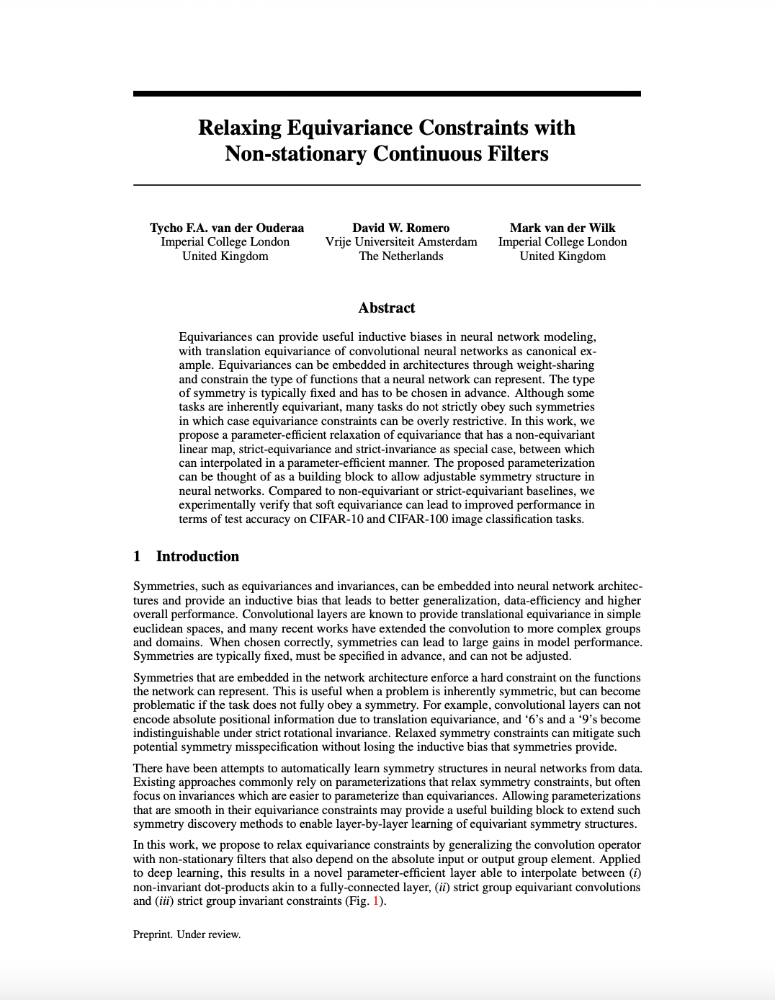 Relaxing Equivariance Constraints with
Non-stationary Continuous Filters
Tycho F.A. van der Ouderaa
Imperial College London
United Kingdom
David W. Romero
Vrije Universiteit Amsterdam
The Netherlands
Mark van der Wilk
Imperial College London
United Kingdom
Abstract
Equivariances can provide useful inductive biases in neural network modeling,
with translation equivariance of convolutional neural networks as canonical ex-
ample. Equivariances can be embedded in architectures through weight-sharing
and constrain the type of functions that a neural network can represent. The type
of symmetry is typically fixed and has to be chosen in advance. Although some
tasks are inherently equivariant, many tasks do not strictly obey such symmetries
in which case equivariance constraints can be overly restrictive. In this work, we
propose a parameter-efficient relaxation of equivariance that has a non-equivariant
linear map, strict-equivariance and strict-invariance as special case, between which
can interpolated in a parameter-efficient manner. The proposed parameterization
can be thought of as a building block to allow adjustable symmetry structure in
neural networks. Compared to non-equivariant or strict-equivariant baselines, we
experimentally verify that soft equivariance can lead to improved performance in
terms of test accuracy on CIFAR-10 and CIFAR-100 image classification tasks.
1 Introduction
Symmetries, such as equivariances and invariances, can be embedded into neural network architec-
tures and provide an inductive bias that leads to better generalization, data-efficiency and higher
overall performance. Convolutional layers are known to provide translational equivariance in simple
euclidean spaces, and many recent works have extended the convolution to more complex groups
and domains. When chosen correctly, symmetries can lead to large gains in model performance.
Symmetries are typically fixed, must be specified in advance, and can not be adjusted.
Symmetries that are embedded in the network architecture enforce a hard constraint on the functions
the network can represent. This is useful when a problem is inherently symmetric, but can become
problematic if the task does not fully obey a symmetry. For example, convolutional layers can not
encode absolute positional information due to translation equivariance, and ‘6’s and a ‘9’s become
indistinguishable under strict rotational invariance. Relaxed symmetry constraints can mitigate such
potential symmetry misspecification without losing the inductive bias that symmetries provide.
There have been attempts to automatically learn symmetry structures in neural networks from data.
Existing approaches commonly rely on parameterizations that relax symmetry constraints, but often
focus on invariances which are easier to parameterize than equivariances. Allowing parameterizations
that are smooth in their equivariance constraints may provide a useful building block to extend such
symmetry discovery methods to enable layer-by-layer learning of equivariant symmetry structures.
In this work, we propose to relax equivariance constraints by generalizing the convolution operator
with non-stationary filters that also depend on the absolute input or output group element. Applied
to deep learning, this results in a novel parameter-efficient layer able to interpolate between (i)
non-invariant dot-products akin to a fully-connected layer, (ii) strict group equivariant convolutions
and (iii) strict group invariant constraints (Fig. 1).
Preprint. Under review.